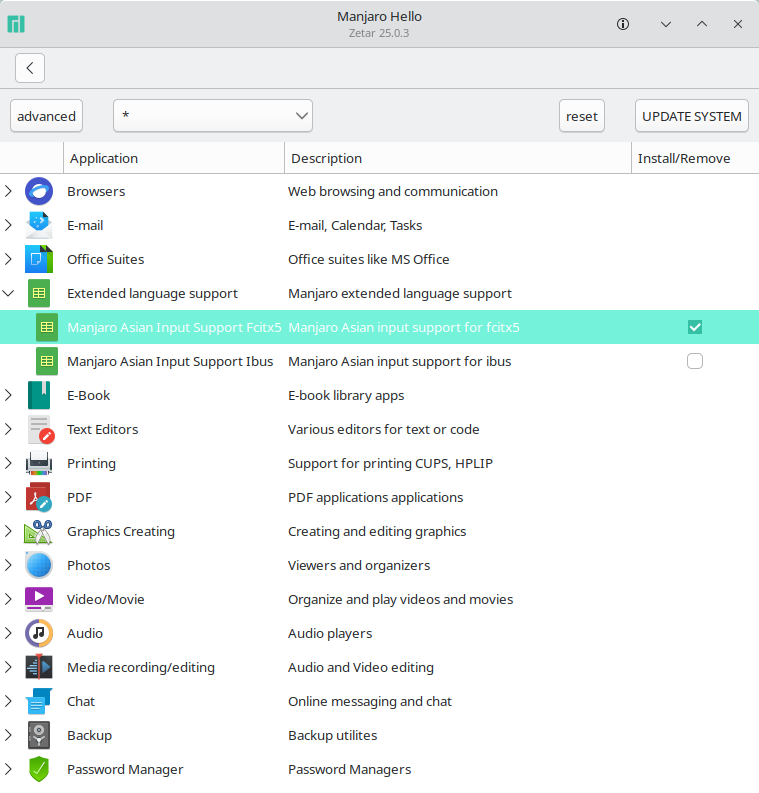 Manjaro Hello
Zetar 25.0.3
advanced * reset UPDATE SYSTEM
Application Description Install/Remove
Browsers Web browsing and communication
E-mail E-mail, Calendar, Tasks
Office Suites Office suites like MS Office
Extended language support Manjaro extended language support
Manjaro Asian Input Support Fcitx5 Manjaro Asian input support for fcitx5
Manjaro Asian Input Support Ibus Manjaro Asian input support for ibus
E-Book E-book library apps
Text Editors Various editors for text or code
Printing Support for printing CUPS, HPLIP
PDF PDF applications applications
Graphics Creating Creating and editing graphics
Photos Viewers and organizers
Video/Movie Organize and play videos and movies
Audio Audio players
Media recording/editing Audio and Video editing
Chat Online messaging and chat
Backup Backup utilites
Password Manager Password Managers